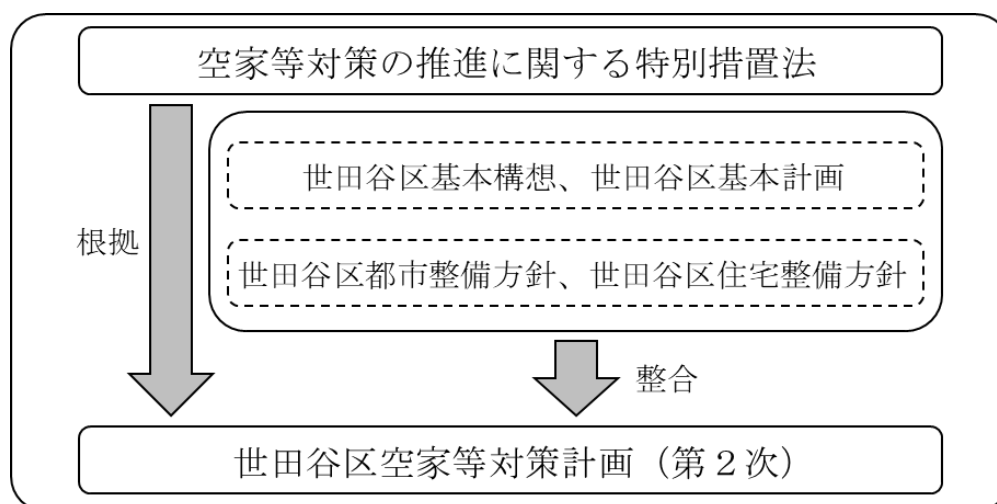 空家等対策の推進に関する特別措置法
世田谷区基本構想、世田谷区基本計画
根拠
世田谷区都市整備方針、世田谷区住宅整備方針
整合
世田谷区空家等対策計画（第２次）